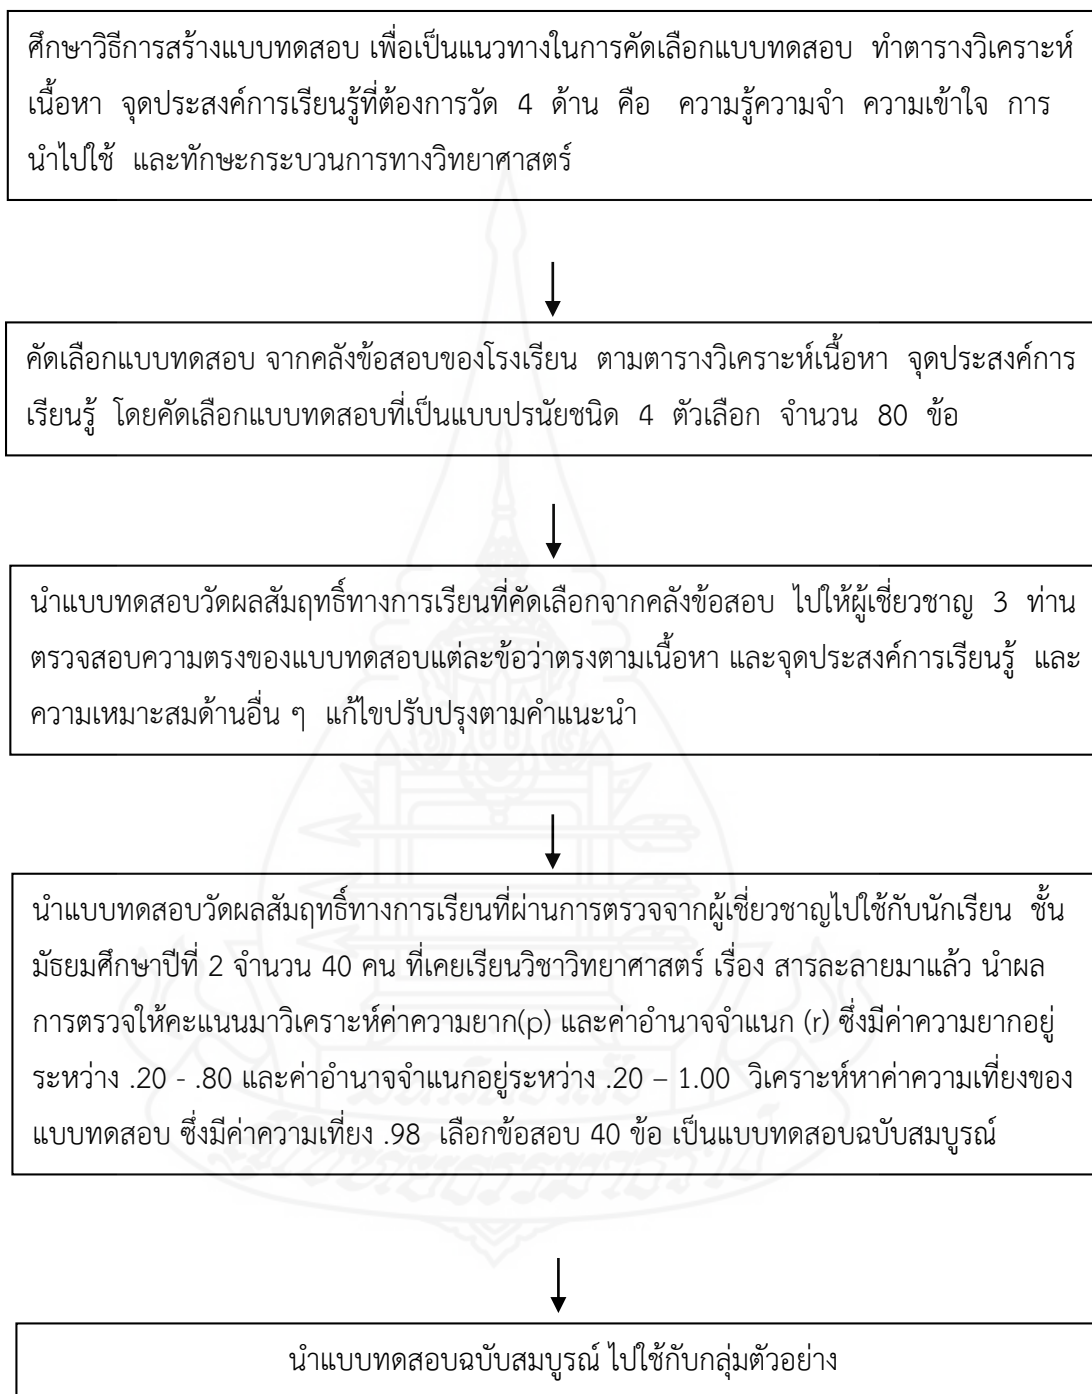 ศึกษาวิธีการสร้างแบบทดสอบ เพื่อเป็นแนวทางในการคัดเลือกแบบทดสอบ ทำตารางวิเคราะห์
เนื้อหา จุดประสงค์การเรียนรู้ที่ต้องการวัด 4 ด้าน คือ ความรู้ความจำ ความเข้าใจ การ
นำไปใช้ และทักษะกระบวนการทางวิทยาศาสตร์
คัดเลือกแบบทดสอบ จากคลังข้อสอบของโรงเรียน ตามตารางวิเคราะห์เนื้อหา จุดประสงค์การ
เรียนรู้ โดยคัดเลือกแบบทดสอบที่เป็นแบบปรนัยชนิด 4 ตัวเลือก จำนวน 80 ข้อ
นำแบบทดสอบวัดผลสัมฤทธิ์ทางการเรียนที่คัดเลือกจากคลังข้อสอบ ไปให้ผู้เชี่ยวชาญ 3 ท่าน
ตรวจสอบความตรงของแบบทดสอบแต่ละข้อว่าตรงตามเนื้อหา และจุดประสงค์การเรียนรู้ และ
ความเหมาะสมด้านอื่น ๆ แก้ไขปรับปรุงตามคำแนะนำ
นำแบบทดสอบวัดผลสัมฤทธิ์ทางการเรียนที่ผ่านการตรวจจากผู้เชี่ยวชาญไปใช้กับนักเรียน ชั้น
มัธยมศึกษาปีที่ 2 จำนวน 40 คน ที่เคยเรียนวิชาวิทยาศาสตร์ เรื่อง สารละลายมาแล้ว นำผล
การตรวจให้คะแนนมาวิเคราะห์ค่าความยาก(p) และค่าอำนาจจำแนก (r) ซึ่งมีค่าความยากอยู่
ระหว่าง .20 - .80 และค่าอำนาจจำแนกอยู่ระหว่าง .20 – 1.00 วิเคราะห์หาค่าความเที่ยงของ
แบบทดสอบ ซึ่งมีค่าความเที่ยง .98 เลือกข้อสอบ 40 ข้อ เป็นแบบทดสอบฉบับสมบูรณ์
นำแบบทดสอบฉบับสมบูรณ์ ไปใช้กับกลุ่มตัวอย่าง